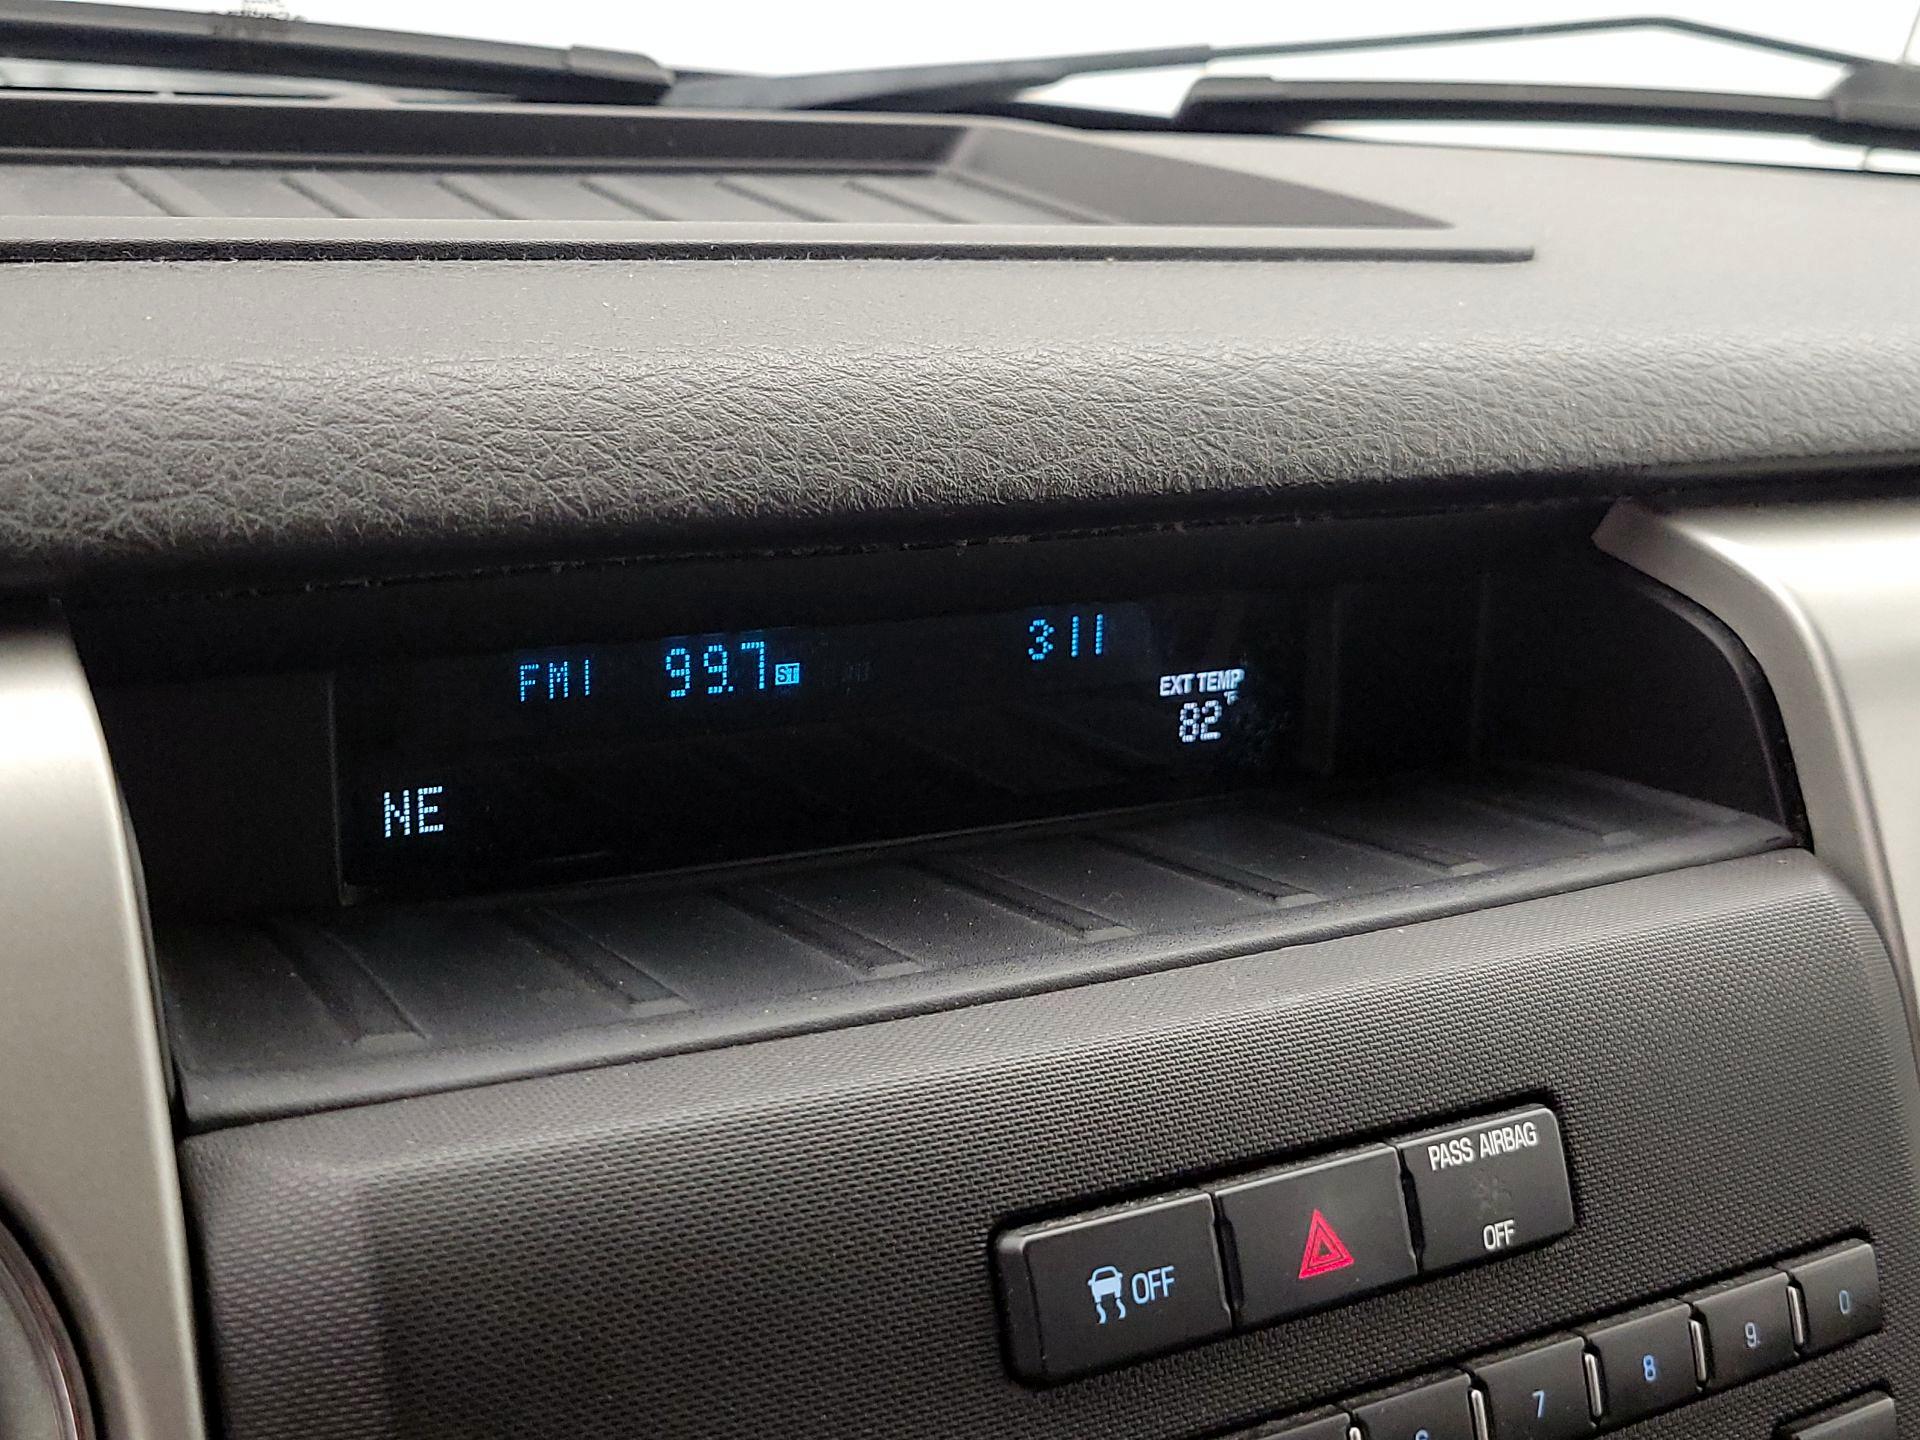 FM1 99.7 ST 3 11
EXT TEMP
82 °F
NE
PASS AIRBAG
OFF
OFF
7 8 9 0